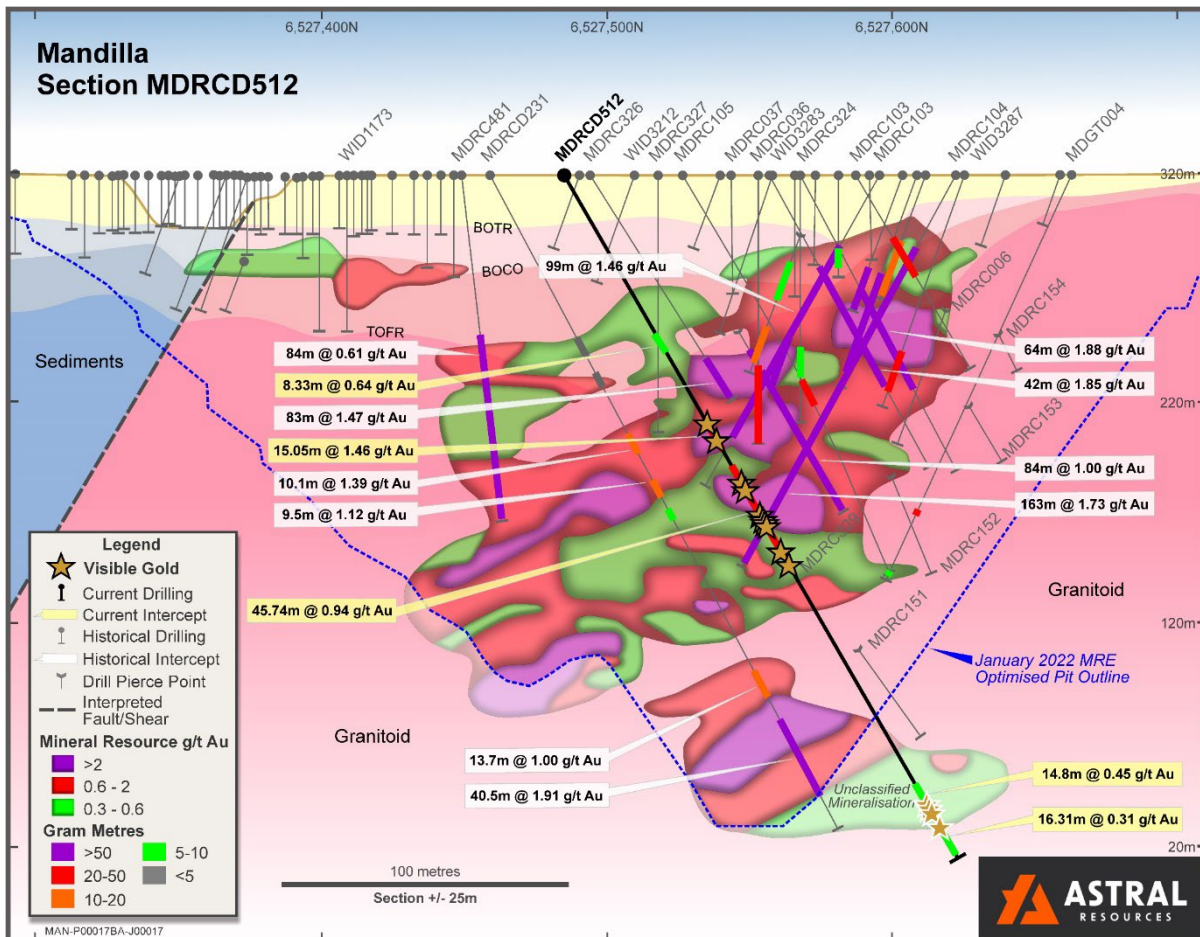 6,527,400N
6,527,500N
6,527,600N
Mandilla
Section MDRCD512
WID1173
MDRC481
MDRCD231
MDRCD512
MDRC326
WID3212
MDRC327
MDRC105
MDRC037
MDRC036
WID3283
MDRC324
MDRC103
MDRC103
MDRC104
WID3287
MDGT004
320m
BOTR
BOCO
TOFR
99m @ 1.46 g/t Au
MDRC006
MDRC154
Sediments
84m @ 0.61 g/t Au
8.33m @ 0.64 g/t Au
83m @ 1.47 g/t Au
15.05m @ 1.46 g/t Au
10.1m @ 1.39 g/t Au
9.5m @ 1.12 g/t Au
64m @ 1.88 g/t Au
42m @ 1.85 g/t Au
220m
MDRC153
84m @ 1.00 g/t Au
163m @ 1.73 g/t Au
MDRC152
45.74m @ 0.94 g/t Au
MDRC151
120m
Granitoid
January 2022 MRE
Optimised Pit Outline
Granitoid
13.7m @ 1.00 g/t Au
40.5m @ 1.91 g/t Au
Unclassified
Mineralisation
14.8m @ 0.45 g/t Au
16.31m @ 0.31 g/t Au
20m
Legend
Visible Gold
Current Drilling
Current Intercept
Historical Drilling
Historical Intercept
Drill Pierce Point
Interpreted
Fault/Shear
Mineral Resource g/t Au
>2
0.6 - 2
0.3 - 0.6
Gram Metres
>50
5-10
20-50
<5
10-20
100 metres
Section +/- 25m
MAN-P00017BA-J00017
ASTRAL
RESOURCES